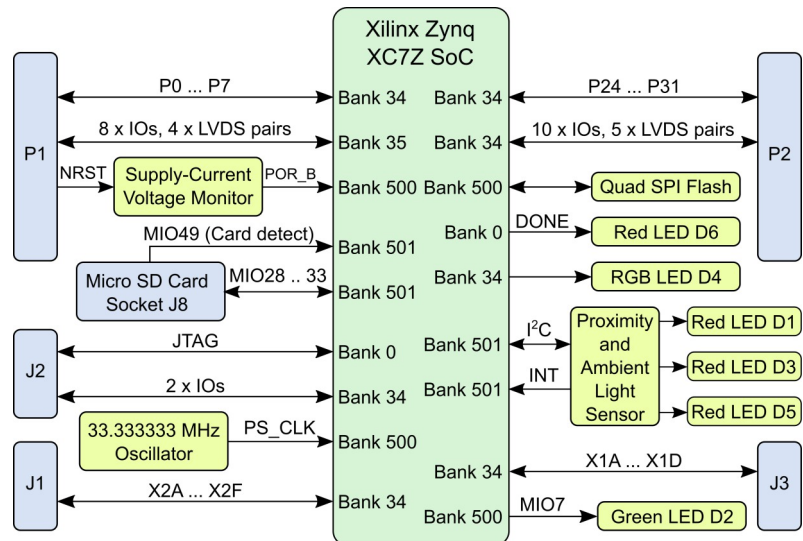 Xilinx Zynq
XC7Z SoC
P1
P0 ... P7
Bank 34
Bank 34
P24 ... P31
P2
8 x IOs, 4 x LVDS pairs
Bank 35
Bank 34
10 x IOs, 5 x LVDS pairs
NRST
Supply-Current
Voltage Monitor
POR_B
Bank 500
Bank 500
Quad SPI Flash
MIO49 (Card detect)
Bank 501
Bank 0
DONE
Red LED D6
Micro SD Card
Socket J8
MIO28 .. 33
Bank 501
Bank 34
RGB LED D4
J2
JTAG
Bank 0
Bank 501
I²C
Proximity
and
Ambient
Light
Sensor
Red LED D1
Red LED D3
Red LED D5
2 x IOs
Bank 34
Bank 501
INT
33.333333 MHz
Oscillator
PS_CLK
Bank 500
J1
X2A ... X2F
Bank 34
Bank 34
X1A ... X1D
J3
Bank 500
MIO7
Green LED D2